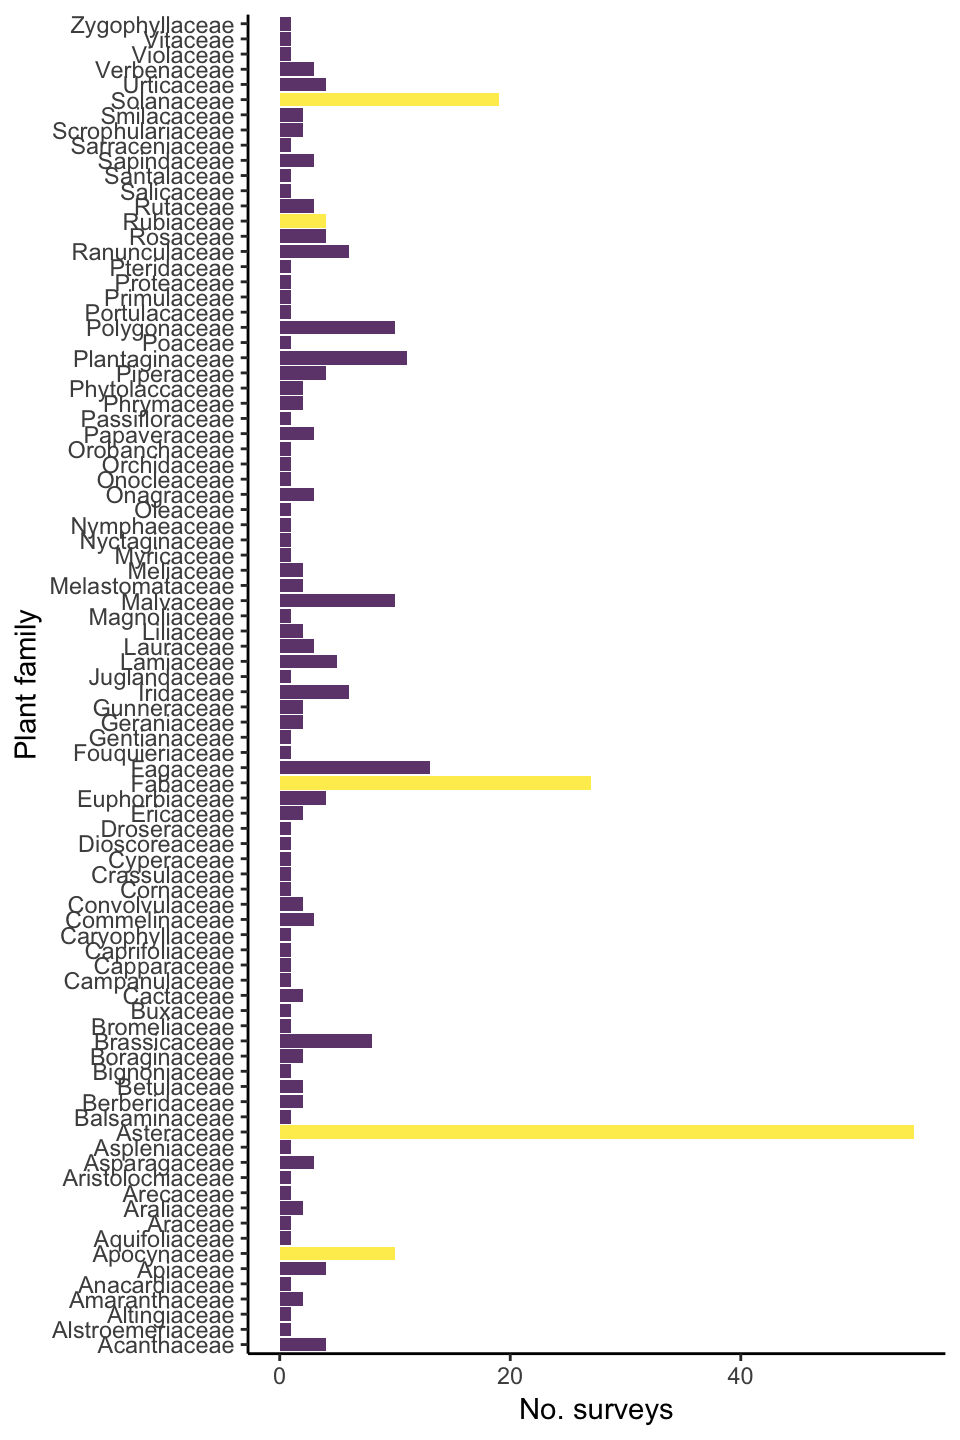 Zygophyllaceae
Vitaceae
Violaceae
Verbenaceae
Urticaceae
Solanaceae
Smilacaceae
Scrophulariaceae
Sarraceniaceae
Sapindaceae
Santalaceae
Salicaceae
Rutaceae
Rubiaceae
Rosaceae
Ranunculaceae
Pteridaceae
Proteaceae
Primulaceae
Portulacaceae
Polygonaceae
Poaceae
Plantaginaceae
Piperaceae
Phytolaccaceae
Phrymaceae
Passifloraceae
Papaveraceae
Orobanchaceae
Orchidaceae
Onocleaceae
Onagraceae
Oleaceae
Nymphaeaceae
Nyctaginaceae
Myricaceae
Meliaceae
Melastomataceae
Malvaceae
Magnoliaceae
Liliaceae
Lauraceae
Lamiaceae
Juglandaceae
Iridaceae
Gunneraceae
Geraniaceae
Gentianaceae
Fouquieriaceae
Fagaceae
Fabaceae
Euphorbiaceae
Ericaceae
Droseraceae
Dioscoreaceae
Cyperaceae
Crassulaceae
Cornaceae
Convolvulaceae
Commelinaceae
Caryophyllaceae
Caprifoliaceae
Capparaceae
Campanulaceae
Cactaceae
Buxaceae
Bromeliaceae
Brassicaceae
Boraginaceae
Bignoniaceae
Betulaceae
Berberidaceae
Balsaminaceae
Asteraceae
Aspleniaceae
Asparagaceae
Aristolochiaceae
Arecaceae
Araliaceae
Araceae
Aquifoliaceae
Apocynaceae
Apiaceae
Anacardiaceae
Amaranthaceae
Altingiaceae
Alstroemeriaceae
Acanthaceae
Plant family
0 20 40
No. surveys